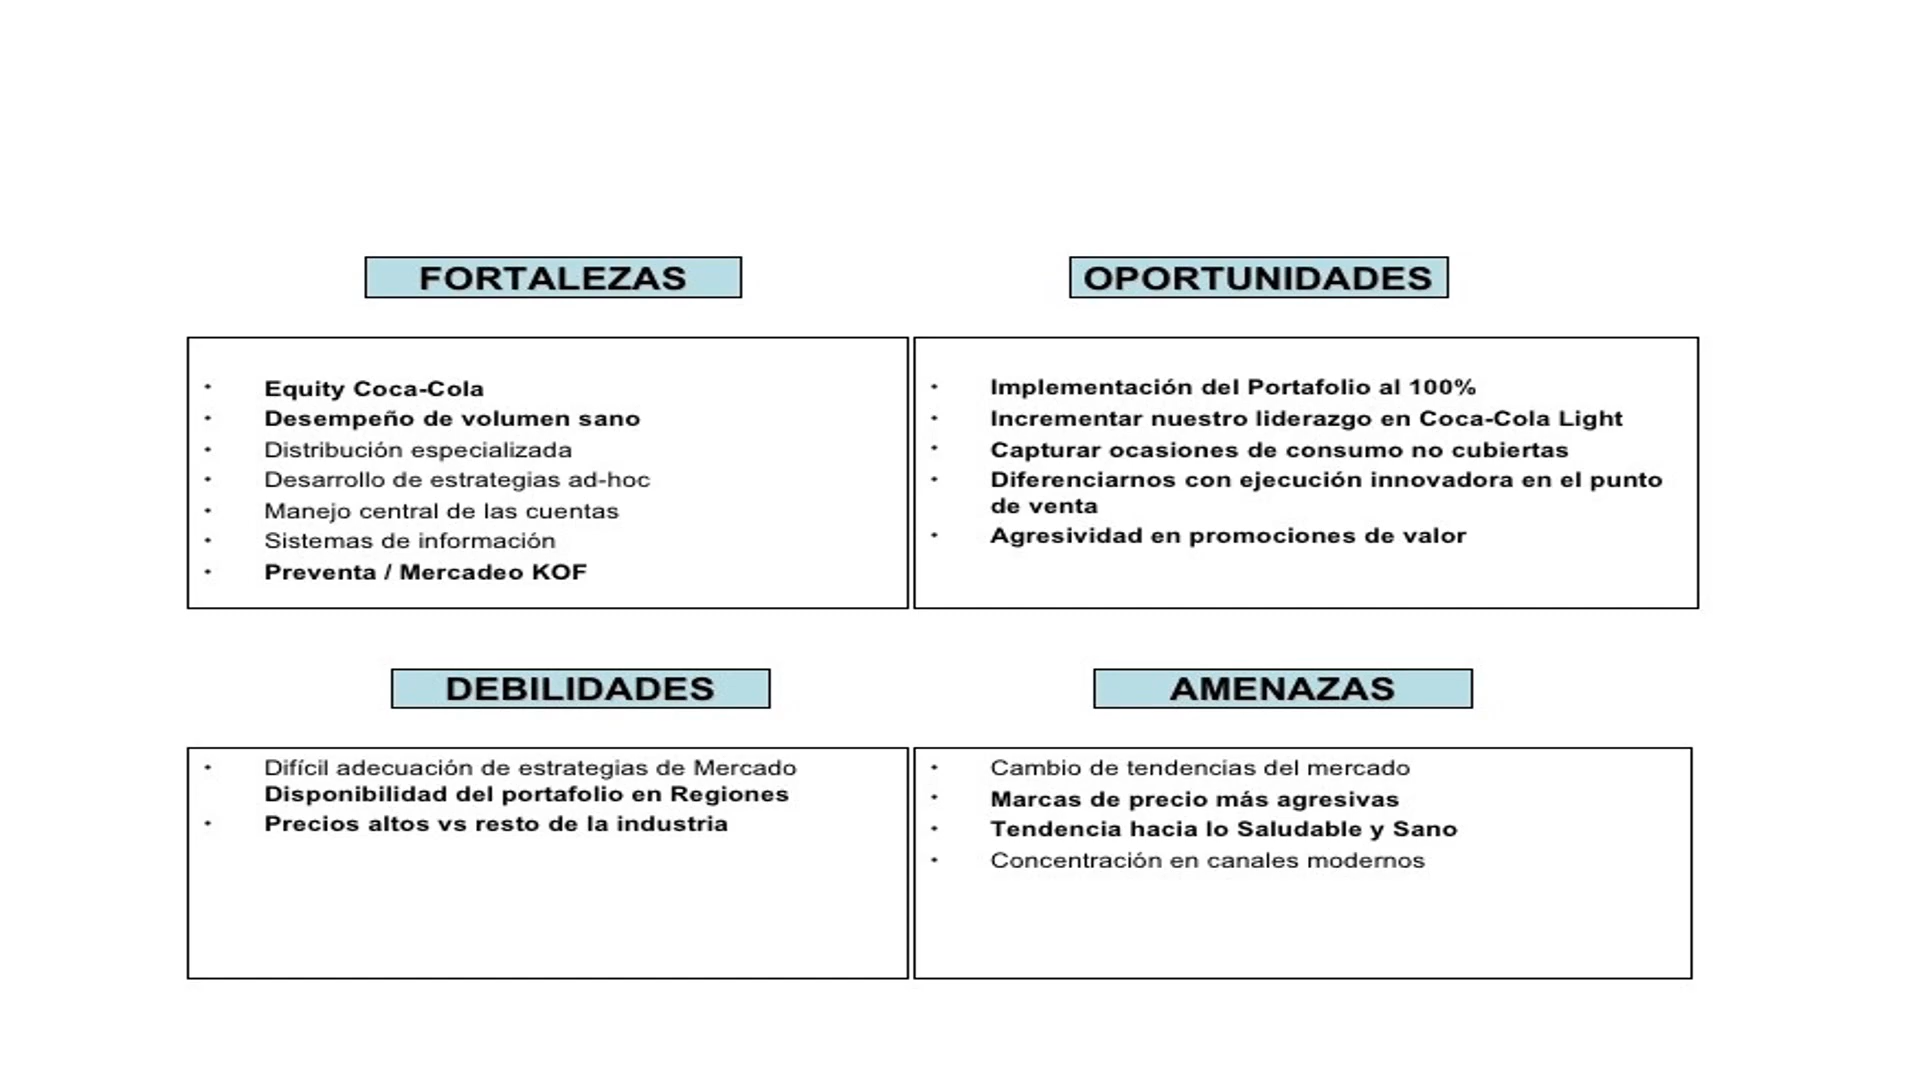 FORTALEZAS
• Equity Coca-Cola
• Desempeño de volumen sano
• Distribución especializada
• Desarrollo de estrategias ad-hoc
• Manejo central de las cuentas
• Sistemas de información
• Preventa / Mercadeo KOF
OPORTUNIDADES
• Implementación del Portafolio al 100%
• Incrementar nuestro liderazgo en Coca-Cola Light
• Capturar ocasiones de consumo no cubiertas
• Diferenciarnos con ejecución innovadora en el punto
de venta
• Agresividad en promociones de valor
DEBILIDADES
• Difícil adecuación de estrategias de Mercado
Disponibilidad del portafolio en Regiones
• Precios altos vs resto de la industria
AMENAZAS
• Cambio de tendencias del mercado
• Marcas de precio más agresivas
• Tendencia hacia lo Saludable y Sano
• Concentración en canales modernos